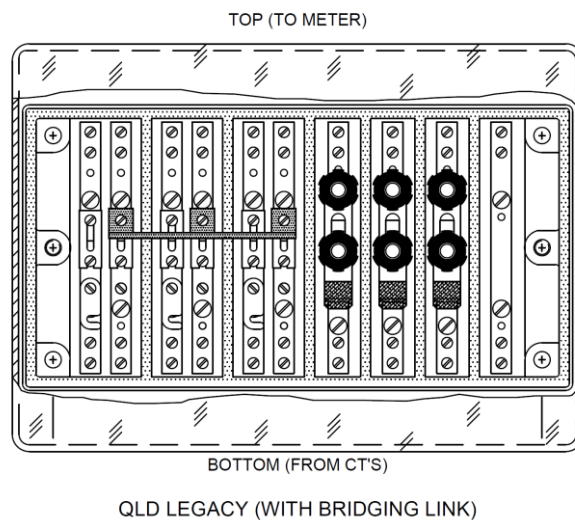 TOP (TO METER)
BOTTOM (FROM CT'S)
QLD LEGACY (WITH BRIDGING LINK)